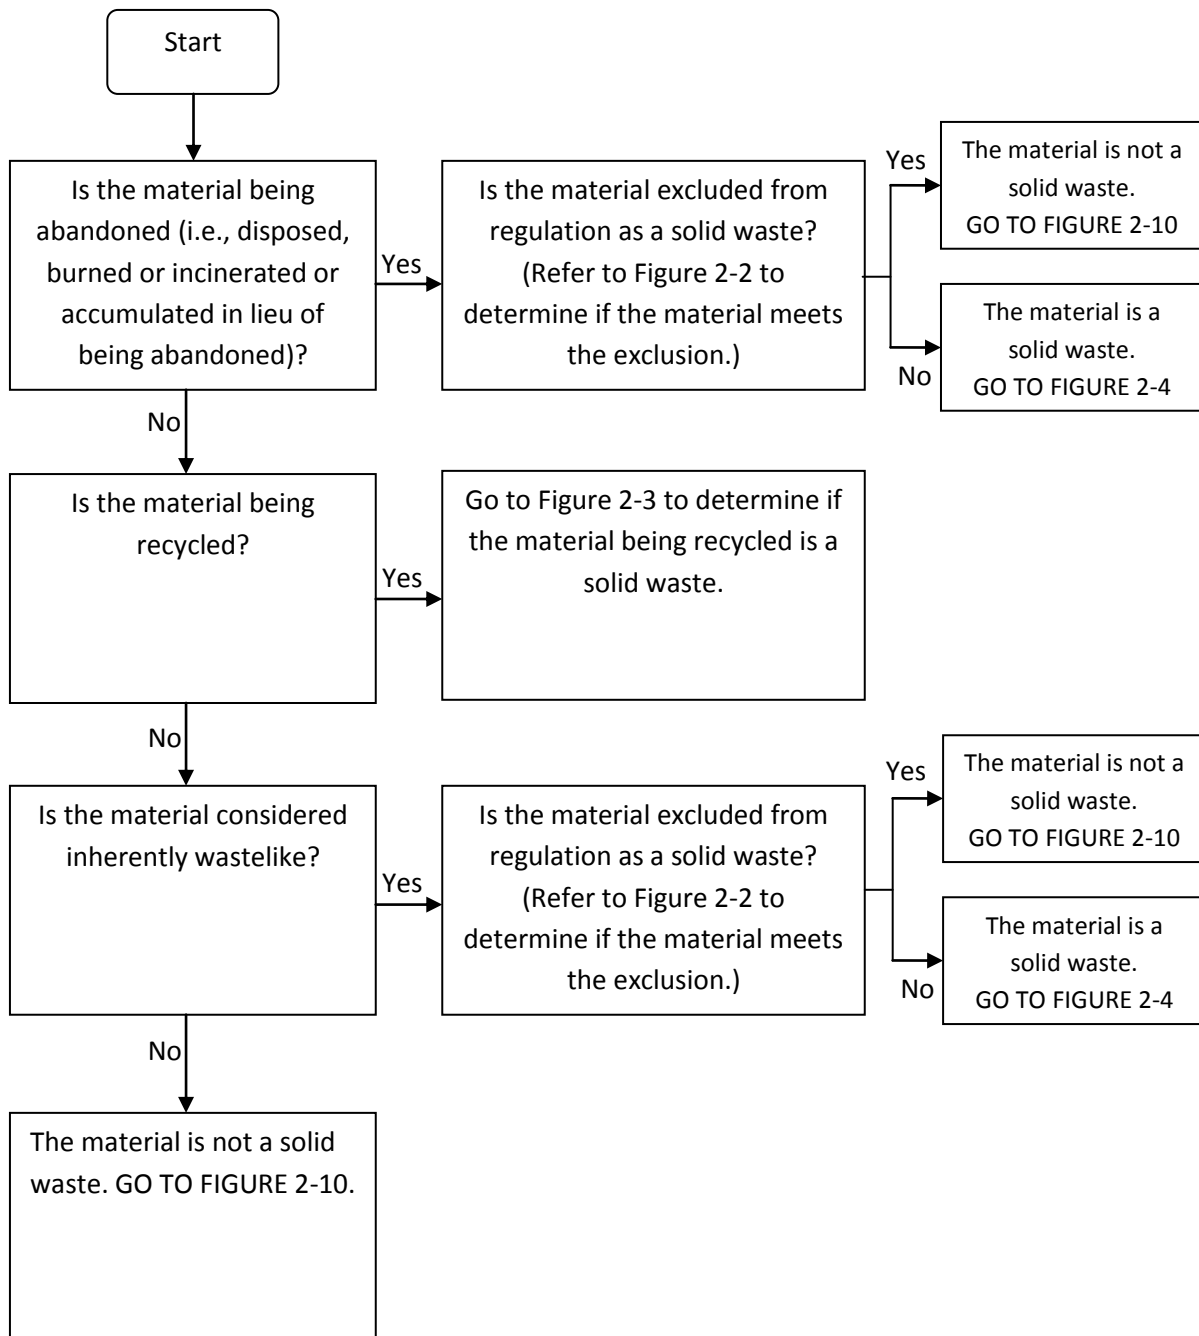 Start
Is the material being
abandoned (i.e., disposed,
burned or incinerated or
accumulated in lieu of
being abandoned)?
Yes
Is the material excluded from
regulation as a solid waste?
(Refer to Figure 2-2 to
determine if the material meets
the exclusion.)
Yes
The material is not a
solid waste.
GO TO FIGURE 2-10
No
The material is a
solid waste.
GO TO FIGURE 2-4
No
Is the material being
recycled?
Yes
Go to Figure 2-3 to determine if
the material being recycled is a
solid waste.
No
Is the material considered
inherently wastelike?
Yes
Is the material excluded from
regulation as a solid waste?
(Refer to Figure 2-2 to
determine if the material meets
the exclusion.)
Yes
The material is not a
solid waste.
GO TO FIGURE 2-10
No
The material is a
solid waste.
GO TO FIGURE 2-4
No
The material is not a solid
waste. GO TO FIGURE 2-10.